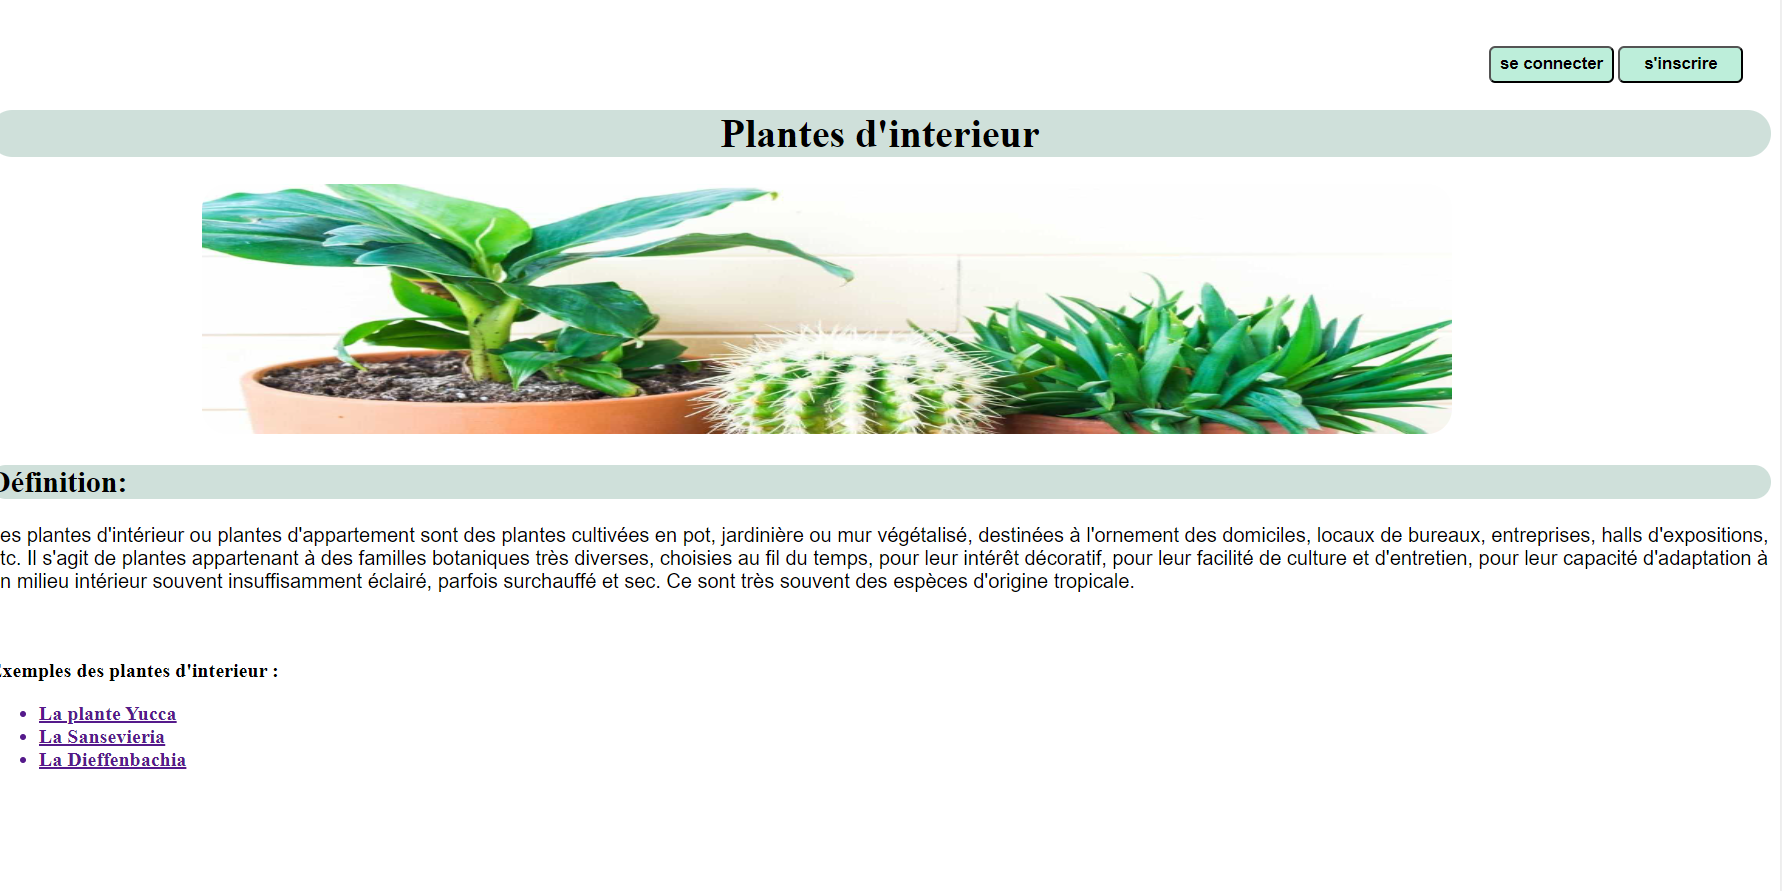 se connecter s'inscrire
Plantes d'interieur
Définition:
es plantes d'intérieur ou plantes d'appartement sont des plantes cultivées en pot, jardinière ou mur végétalisé, destinées à l'ornement des domiciles, locaux de bureaux, entreprises, halls d'expositions,
tc. Il s'agit de plantes appartenant à des familles botaniques très diverses, choisies au fil du temps, pour leur intérêt décoratif, pour leur facilité de culture et d'entretien, pour leur capacité d'adaptation à
n milieu intérieur souvent insuffisamment éclairé, parfois surchauffé et sec. Ce sont très souvent des espèces d'origine tropicale.
Exemples des plantes d'interieur :
La plante Yucca
La Sansevieria
La Dieffenbachia